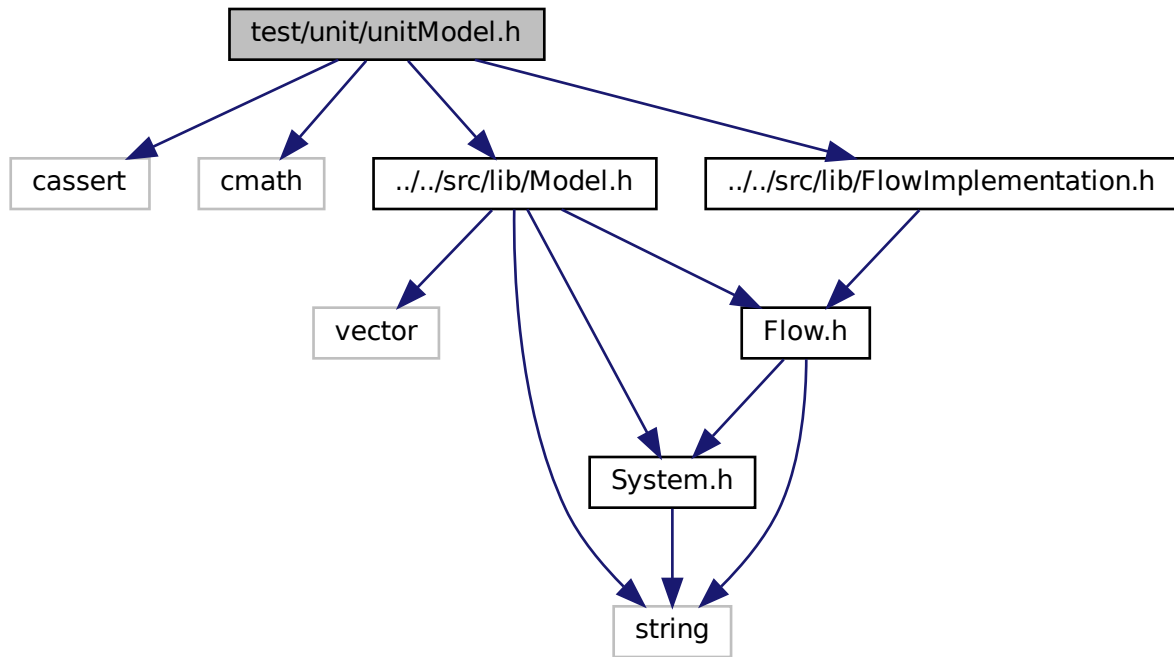 test/unit/unitModel.h
cassert
cmath
../../src/lib/Model.h
../../src/lib/FlowImplementation.h
vector
Flow.h
System.h
string